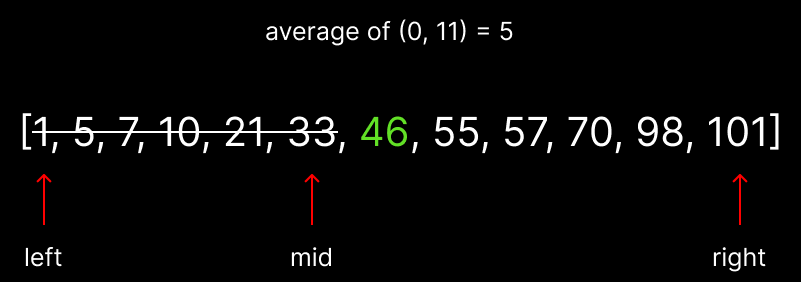 average of (0, 11) = 5
[1, 5, 7, 10, 21, 33, 46, 55, 57, 70, 98, 101]
left mid right